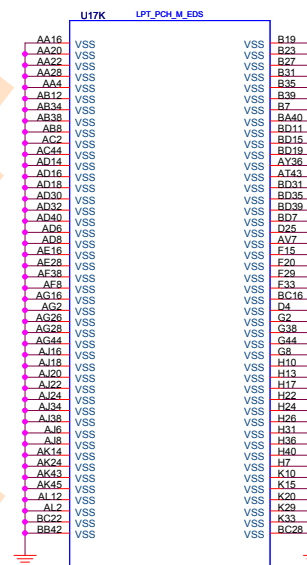 U17K LPT_PCH_M_EDS
AA16 VSS VSS B19
AA20 VSS VSS B23
AA22 VSS VSS B27
AA28 VSS VSS B31
AA4 VSS VSS B35
AB12 VSS VSS B39
AB34 VSS VSS B7
AB38 VSS VSS BA40
AB8 VSS VSS BD11
AC2 VSS VSS BD15
AC44 VSS VSS BD19
AD14 VSS VSS AY36
AD16 VSS VSS AT43
AD18 VSS VSS BD31
AD30 VSS VSS BD35
AD32 VSS VSS BD39
AD40 VSS VSS BD7
AD6 VSS VSS D25
AD8 VSS VSS AV7
AE16 VSS VSS F15
AE28 VSS VSS F20
AF38 VSS VSS F29
AF8 VSS VSS F33
AG16 VSS VSS BC16
AG2 VSS VSS D4
AG26 VSS VSS G2
AG28 VSS VSS G38
AG44 VSS VSS G44
AJ16 VSS VSS G8
AJ18 VSS VSS H10
AJ20 VSS VSS H13
AJ22 VSS VSS H17
AJ24 VSS VSS H22
AJ34 VSS VSS H24
AJ38 VSS VSS H26
AJ6 VSS VSS H31
AJ8 VSS VSS H36
AK14 VSS VSS H40
AK24 VSS VSS H7
AK43 VSS VSS K10
AK45 VSS VSS K15
AL12 VSS VSS K20
AL2 VSS VSS K29
BC22 VSS VSS K33
BB42 VSS VSS BC28